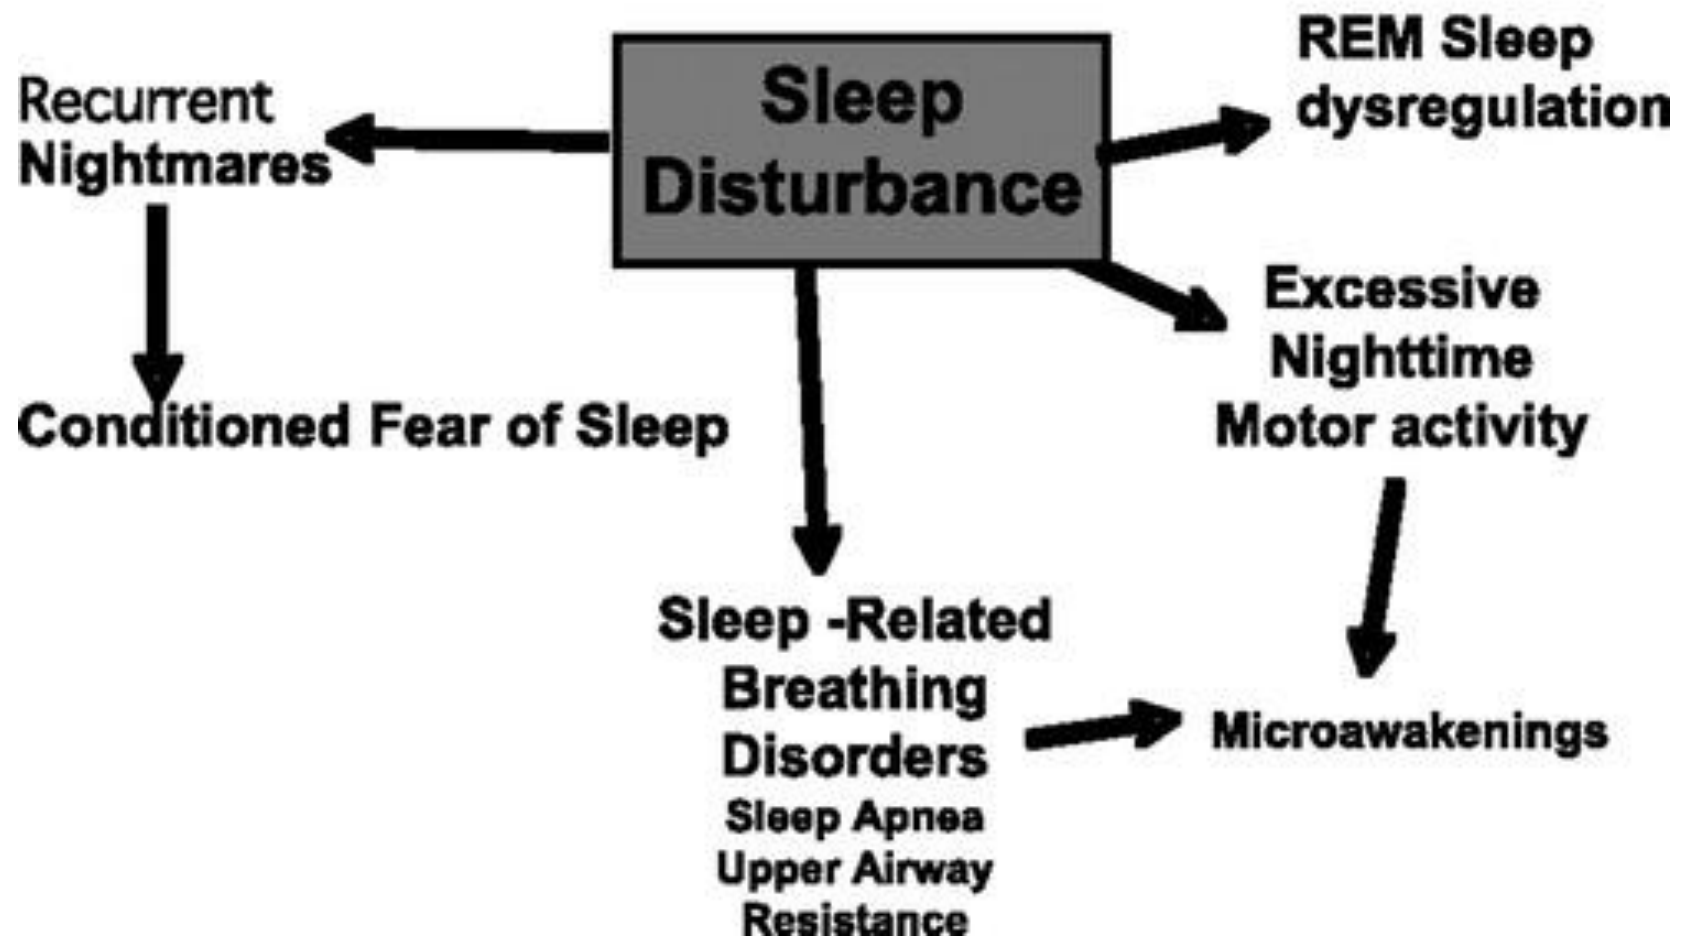 Sleep
Disturbance
REM Sleep
dysregulation
Recurrent
Nightmares
Excessive
Nighttime
Motor activity
Conditioned Fear of Sleep
Sleep -Related
Breathing
Disorders
Sleep Apnea
Upper Airway
Resistance
Microawakenings